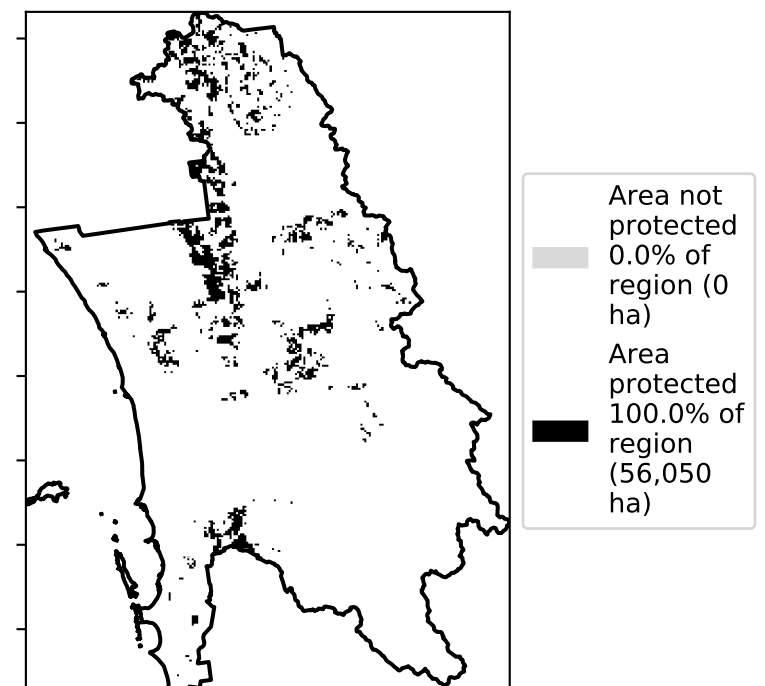 Area not
protected
0.0% of
region (0
ha)
Area
protected
100.0% of
region
(56,050
ha)